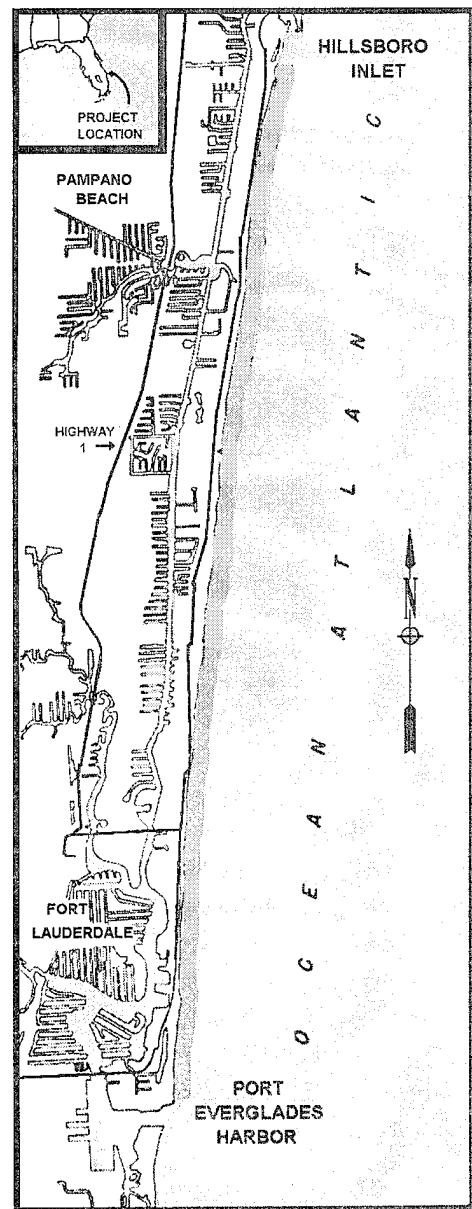 HILLSBORO
INLET
PROJECT
LOCATION
PAMPANO
BEACH
HIGHWAY
1
ATLANTIC
OCEAN
N
FORT
LAUDERDALE
PORT
EVERGLADES
HARBOR